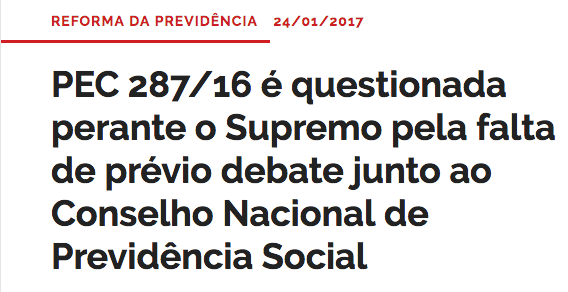 REFORMA DA PREVIDÊNCIA 24/01/2017
PEC 287/16 é questionada
perante o Supremo pela falta
de prévio debate junto ao
Conselho Nacional de
Previdência Social